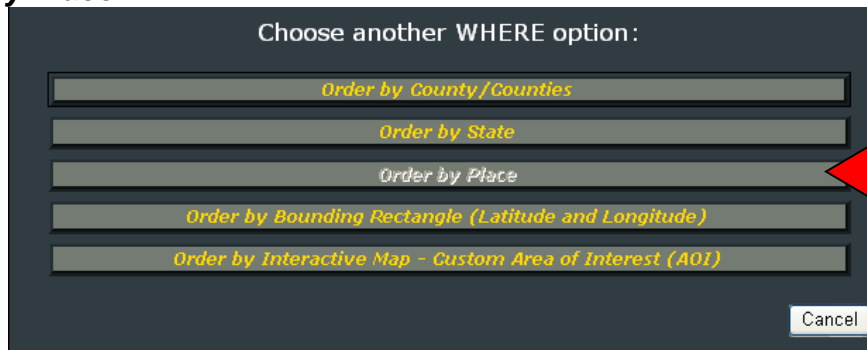 Choose another WHERE option:
Order by County/Counties
Order by State
Order by Place
Order by Bounding Rectangle (Latitude and Longitude)
Order by Interactive Map - Custom Area of Interest (AOI)
Cancel